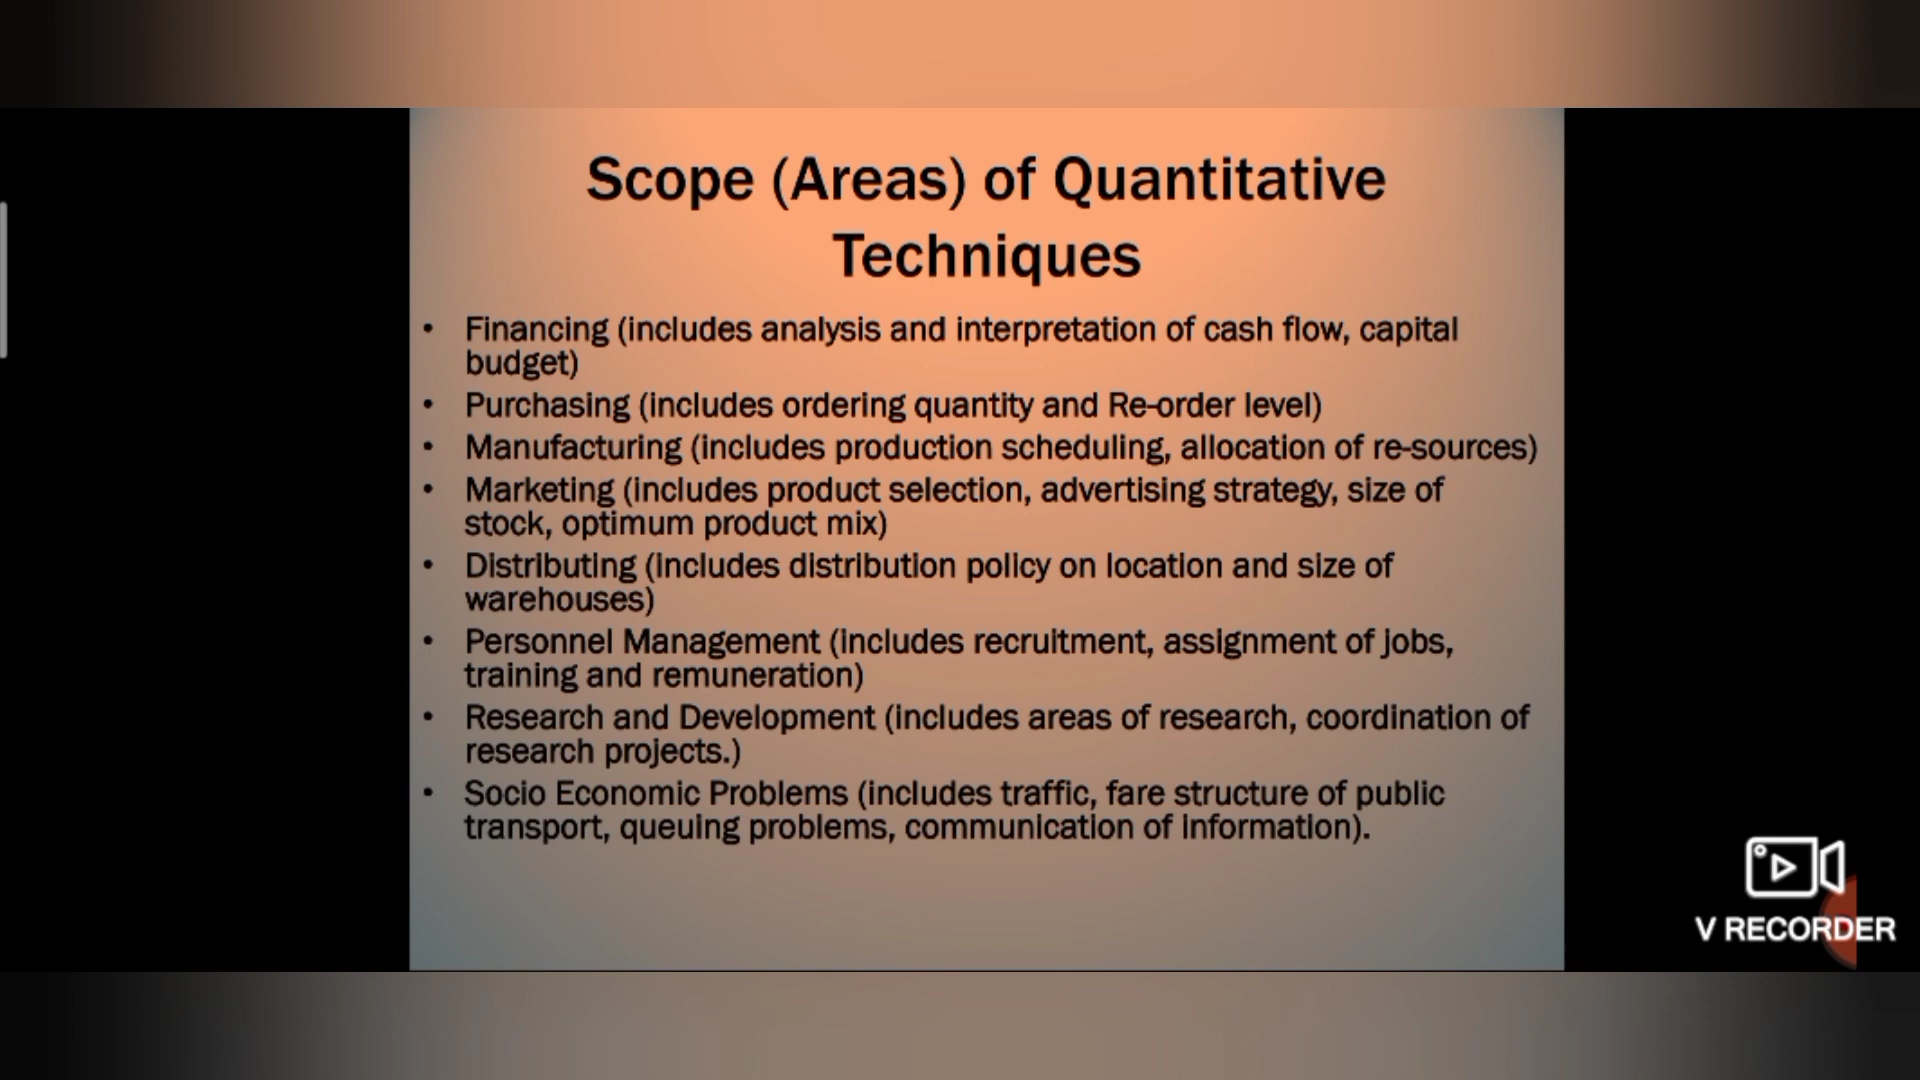 Scope (Areas) of Quantitative
Techniques
• Financing (includes analysis and interpretation of cash flow, capital
budget)
• Purchasing (includes ordering quantity and Re-order level)
• Manufacturing (includes production scheduling, allocation of re-sources)
• Marketing (includes product selection, advertising strategy, size of
stock, optimum product mix)
• Distributing (includes distribution policy on location and size of
warehouses)
• Personnel Management (includes recruitment, assignment of jobs,
training and remuneration)
• Research and Development (includes areas of research, coordination of
research projects.)
• Socio Economic Problems (includes traffic, fare structure of public
transport, queuing problems, communication of information).
V RECORDER